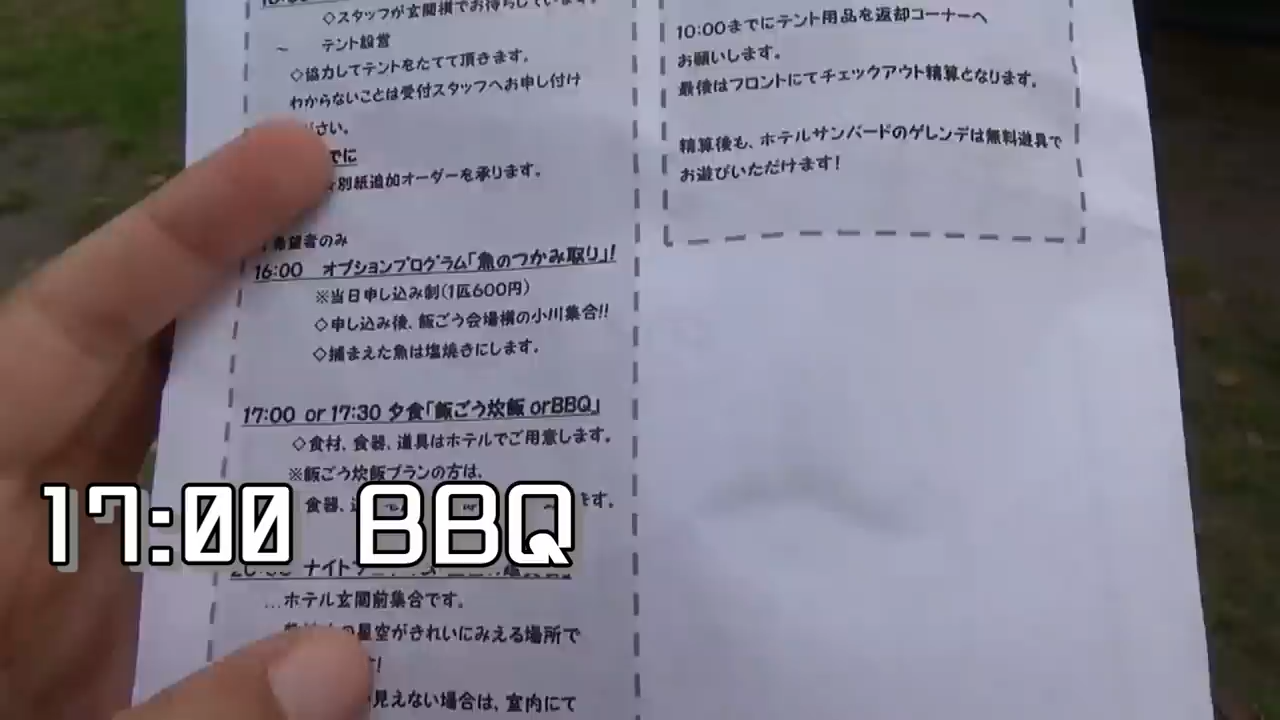 ◇スタッフが玄関横でお待ちしています。
～ テント設営
◇協力してテントをたてて頂きます。
わからないことは受付スタッフへお申し付け
さい。
でに
別紙追加オーダーを承ります。
希望者のみ
16:00 オプションプログラム「魚のつかみ取り」!
※当日申し込み制(1匹600円)
◇申し込み後、飯ごう会場横の小川集合!!
◇捕まえた魚は塩焼きにします。
17:00 or 17:30 夕食「飯ごう炊飯 orBBQ」
◇食材、食器、道具はホテルでご用意します。
※飯ごう炊飯プランの方は、
食器、
ます。
17:00 BBQ
ナイト
…ホテル玄関前集合です。
の星空がきれいにみえる場所で
す!
見えない場合は、室内にて
10:00までにテント用品を返却コーナーへ
お願いします。
最後はフロントにてチェックアウト精算となります。
精算後も、ホテルサンバードのゲレンデは無料遊具で
お遊びいただけます!